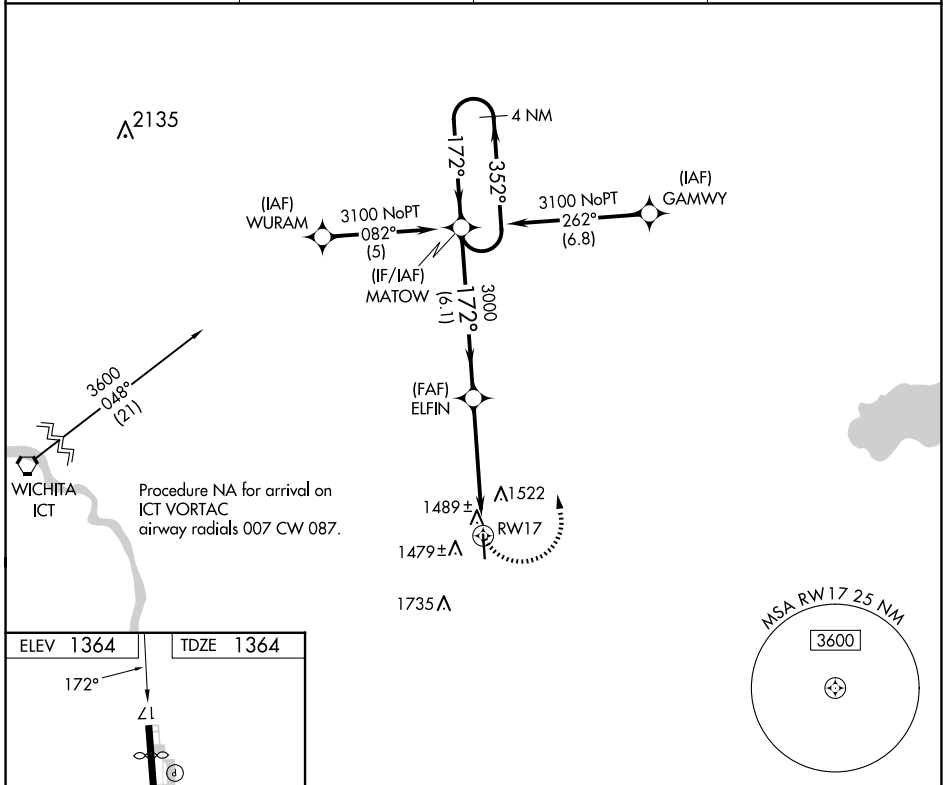 2135
4 NM
172°
352°
(IAF)
WURAM
3100 NoPT
082°
(5)
3100 NoPT
262°
(6.8)
(IAF)
GAMWY
(IF/IAF)
MATOW
3000
172°
(6.1)
3600
048°
(21)
(FAF)
ELFIN
WICHITA
ICT
Procedure NA for arrival on
ICT VORTAC
airway radials 007 CW 087.
1522
1489±
RW17
1479±
1735
MSA RW17 25 NM
3600
ELEV 1364
TDZE 1364
172°
17
P